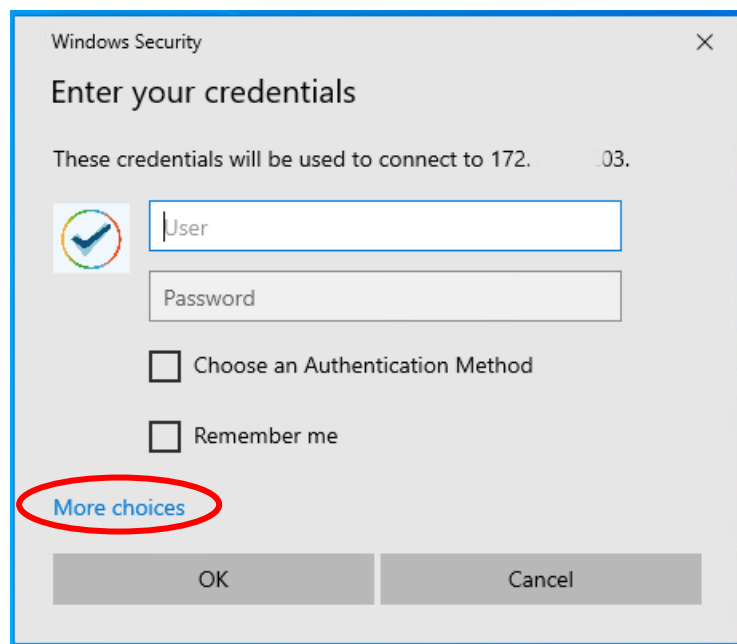 Windows Security
Enter your credentials
These credentials will be used to connect to 172. 03.
User
Password
Choose an Authentication Method
Remember me
More choices
OK
Cancel